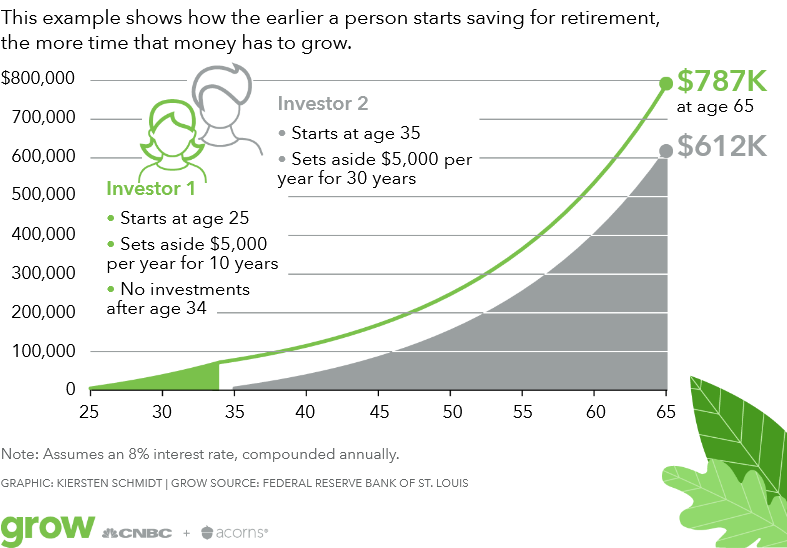 This example shows how the earlier a person starts saving for retirement,
the more time that money has to grow.
$800,000
700,000
600,000
500,000
400,000
300,000
200,000
100,000
0
Investor 1
• Starts at age 25
• Sets aside $5,000
per year for 10 years
• No investments
after age 34
Investor 2
• Starts at age 35
• Sets aside $5,000 per
year for 30 years
$787K
at age 65
$612K
25 30 35 40 45 50 55 60 65
Note: Assumes an 8% interest rate, compounded annually.
GRAPHIC: KIERSTEN SCHMIDT | GROW SOURCE: FEDERAL RESERVE BANK OF ST. LOUIS
grow CNBC + acorns®